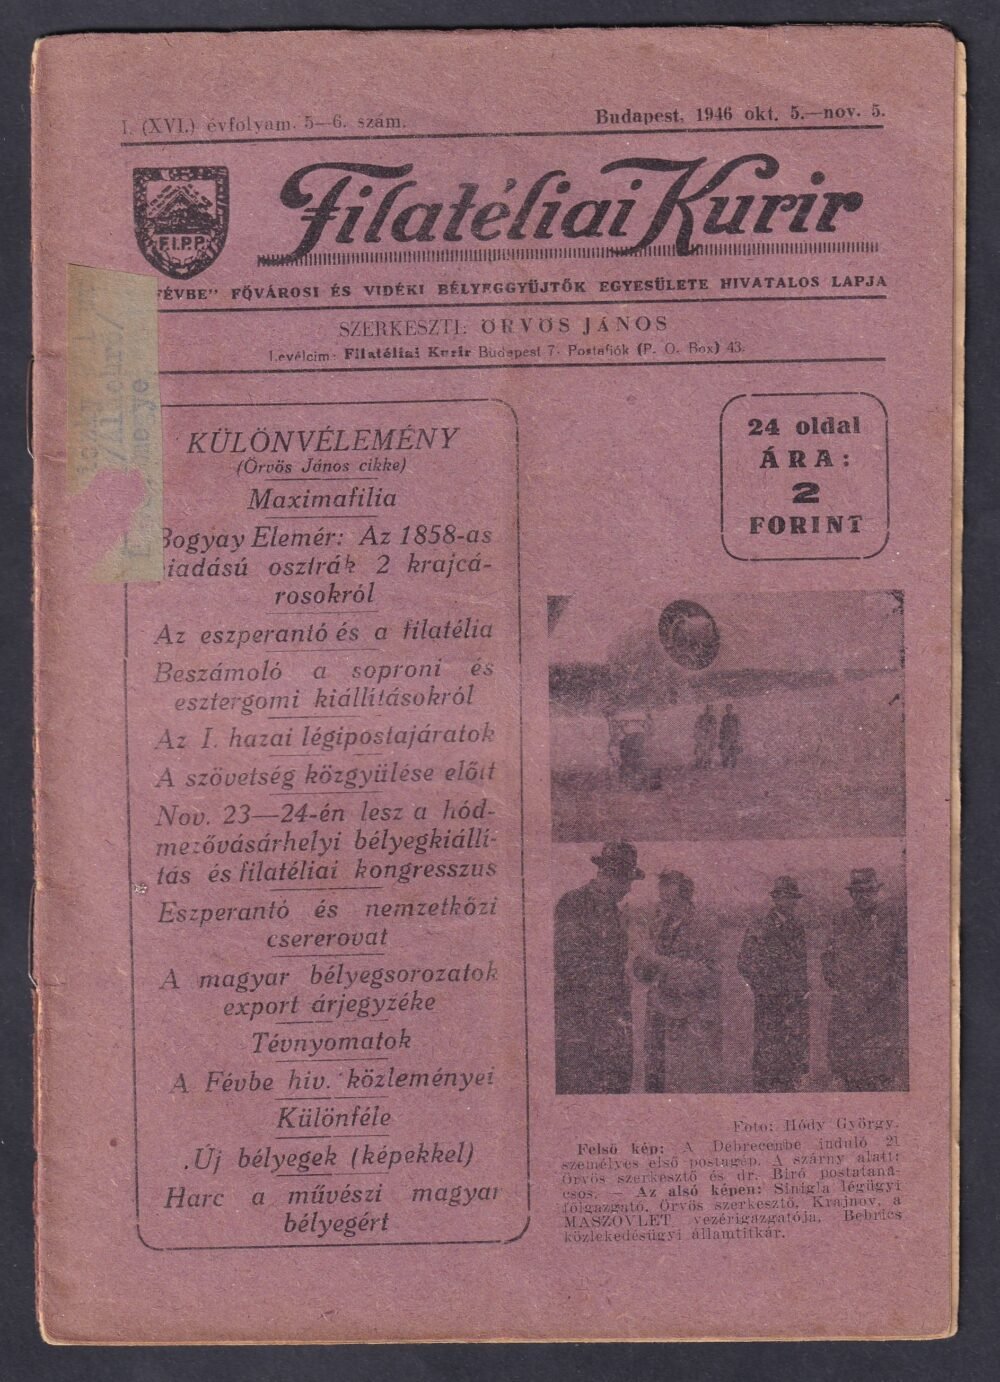 I. (XVI.) évfolyam. 5—6. szám.
Budapest, 1946 okt. 5.—nov. 5.
F.I.P.P.
Filatéliai Kurir
FÉVBE" FŐVÁROSI ÉS VIDÉKI BÉLYEGGYÜJTŐK EGYESÜLETE HIVATALOS LAPJA
SZERKESZTI: ÖRVÖS JÁNOS
Levélcim: Filatéliai Kurir Budapest 7. Postafiók (P. O. Box) 43.
megye
KÜLÖNVÉLEMÉNY
(Örvös János cikke)
Maximafilia
Bogyay Elemér: Az 1858-as
iadású osztrák 2 krajcá-
rosokról
Az eszperantó és a filatélia
Beszámoló a soproni és
esztergomi kiállításokról
Az I. hazai légipostajáratok
A szövetség közgyülése előtt
Nov. 23—24-én lesz a hód-
mezővásárhelyi bélyegkiállí-
tás és filatéliai kongresszus
Eszperantó és nemzetközi
csererovat
A magyar bélyegsorozatok
export árjegyzéke
Tévnyomatok
A Févbe hiv. közleményei
Különféle
Új bélyegek (képekkel)
Harc a művészi magyar
bélyegért
24 oldal
ÁRA:
2
FORINT
Foto: Hódy György.
Felső kép: A Debrecenbe induló 21
személyes első postagép. A szárny alatt:
Örvös szerkesztő és dr. Biró postataná-
csos. — Az alsó képen: Sinigla légügyi
főigazgató, Örvös szerkesztő, Krajnov, a
MASZOVLET vezérigazgatója, Bebrics
közlekedésügyi államtitkár.